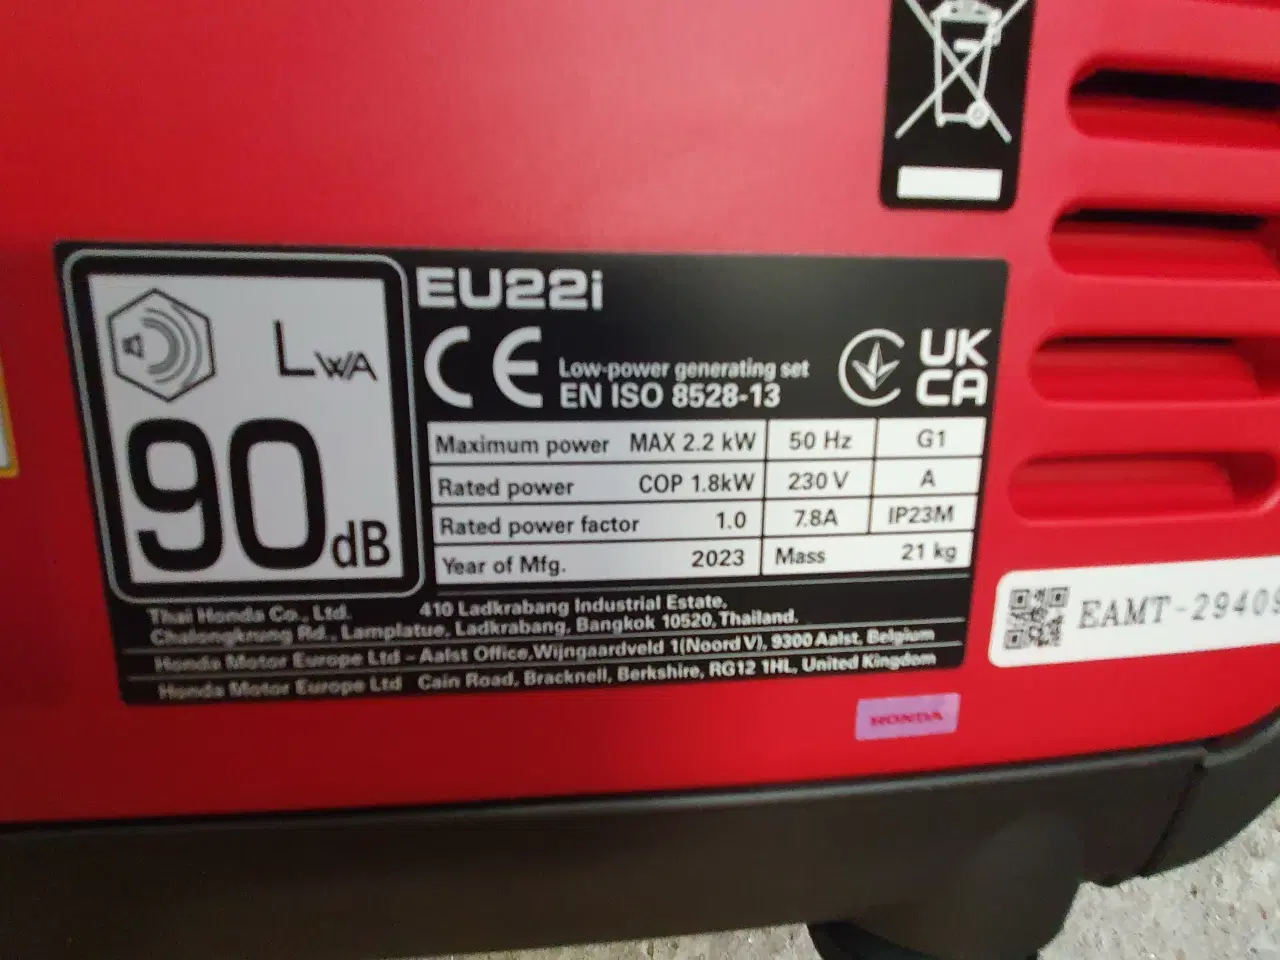 EU22i
LWA
90dB
CE
Low-power generating set
EN ISO 8528-13
UK
CA
Maximum power MAX 2.2 kW 50 Hz G1
Rated power COP 1.8kW 230 V A
Rated power factor 1.0 7.8A IP23M
Year of Mfg. 2023 Mass 21 kg
Thai Honda Co., Ltd. 410 Ladkrabang Industrial Estate,
Chalongkrung Rd., Lamplatue, Ladkrabang, Bangkok 10520, Thailand.
Honda Motor Europe Ltd – Aalst Office, Wijngaardveld 1(Noord V), 9300 Aalst, Belgium
Honda Motor Europe Ltd Cain Road, Bracknell, Berkshire, RG12 1HL, United Kingdom
EAMT-29409
HONDA